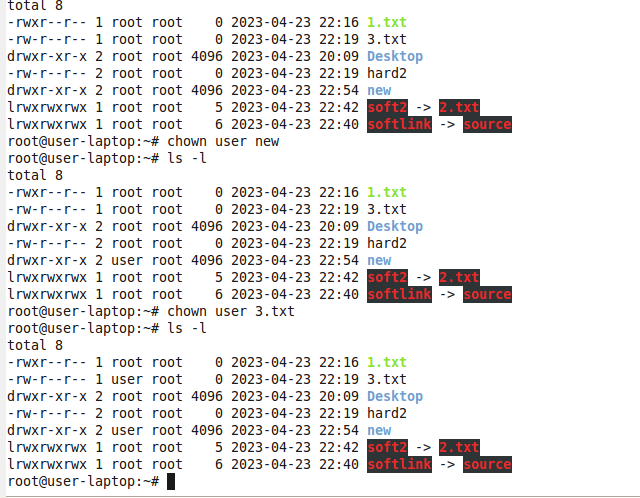 total 8
-rwxr--r-- 1 root root    0 2023-04-23 22:16 1.txt
-rw-r--r-- 1 root root    0 2023-04-23 22:19 3.txt
drwxr-xr-x 2 root root 4096 2023-04-23 20:09 Desktop
-rw-r--r-- 2 root root    0 2023-04-23 22:19 hard2
drwxr-xr-x 2 root root 4096 2023-04-23 22:54 new
lrwxrwxrwx 1 root root    5 2023-04-23 22:42 soft2 -> 2.txt
lrwxrwxrwx 1 root root    6 2023-04-23 22:40 softlink -> source
root@user-laptop:~# chown user new
root@user-laptop:~# ls -l
total 8
-rwxr--r-- 1 root root    0 2023-04-23 22:16 1.txt
-rw-r--r-- 1 root root    0 2023-04-23 22:19 3.txt
drwxr-xr-x 2 root root 4096 2023-04-23 20:09 Desktop
-rw-r--r-- 2 root root    0 2023-04-23 22:19 hard2
drwxr-xr-x 2 user root 4096 2023-04-23 22:54 new
lrwxrwxrwx 1 root root    5 2023-04-23 22:42 soft2 -> 2.txt
lrwxrwxrwx 1 root root    6 2023-04-23 22:40 softlink -> source
root@user-laptop:~# chown user 3.txt
root@user-laptop:~# ls -l
total 8
-rwxr--r-- 1 root root    0 2023-04-23 22:16 1.txt
-rw-r--r-- 1 user root    0 2023-04-23 22:19 3.txt
drwxr-xr-x 2 root root 4096 2023-04-23 20:09 Desktop
-rw-r--r-- 2 root root    0 2023-04-23 22:19 hard2
drwxr-xr-x 2 user root 4096 2023-04-23 22:54 new
lrwxrwxrwx 1 root root    5 2023-04-23 22:42 soft2 -> 2.txt
lrwxrwxrwx 1 root root    6 2023-04-23 22:40 softlink -> source
root@user-laptop:~#